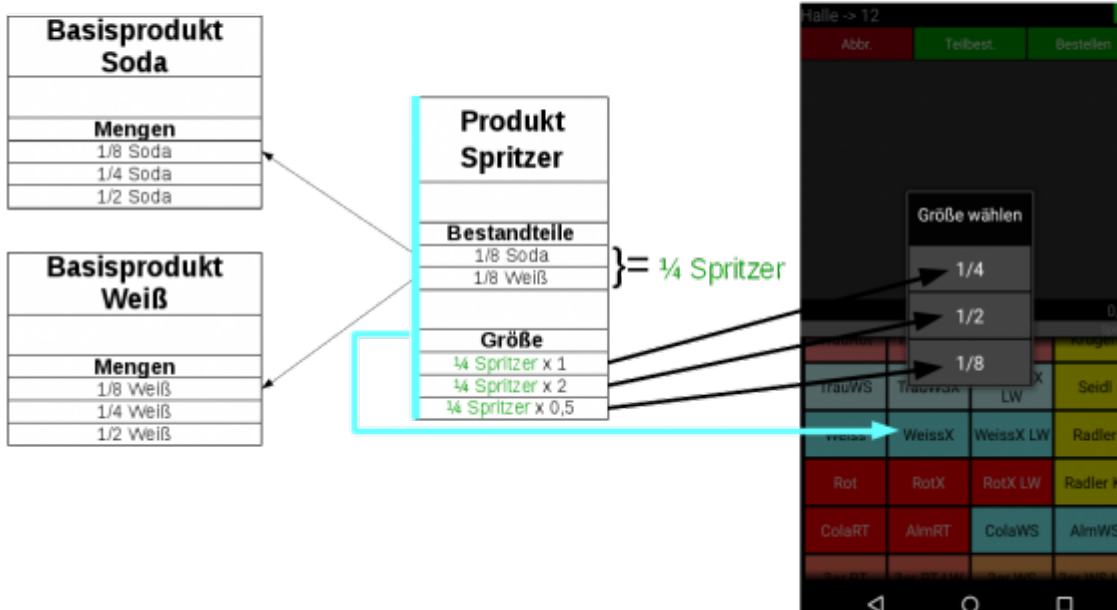 Basisprodukt
Soda
Mengen
1/8 Soda
1/4 Soda
1/2 Soda
Basisprodukt
Weiß
Mengen
1/8 Weiß
1/4 Weiß
1/2 Weiß
Produkt
Spritzer
Bestandteile
1/8 Soda
1/8 Weiß
}= ¼ Spritzer
Größe
¼ Spritzer x 1
¼ Spritzer x 2
¼ Spritzer x 0,5
Halle -> 12
Abbr. Teilbest. Bestellen
Größe wählen
1/4
1/2
1/8
TrauWS TrauWSX LW Seidl
Weiss WeissX WeissX LW Radler
Rot RotX RotX LW Radler
ColaRT AlmRT ColaWS AlmWS